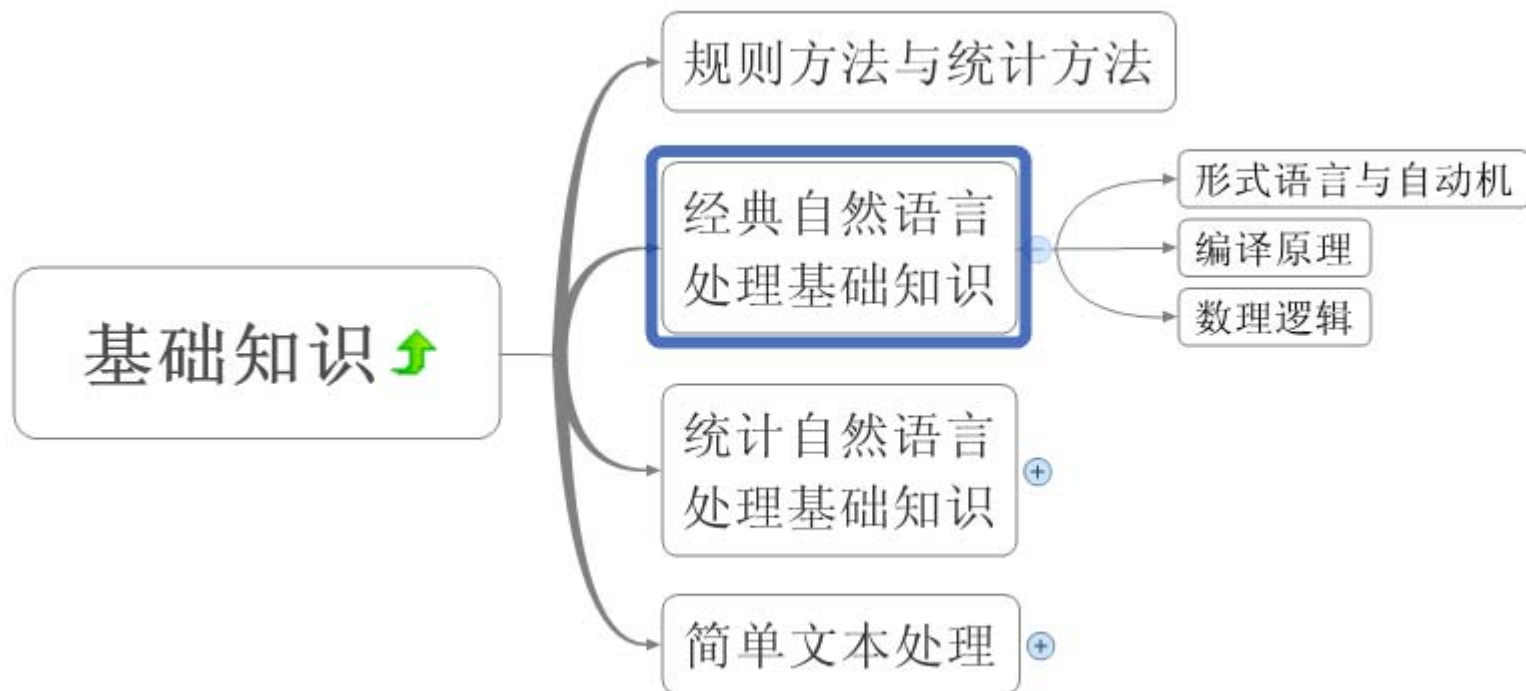 基础知识
规则方法与统计方法
经典自然语言
处理基础知识
形式语言与自动机
编译原理
数理逻辑
统计自然语言
处理基础知识
简单文本处理